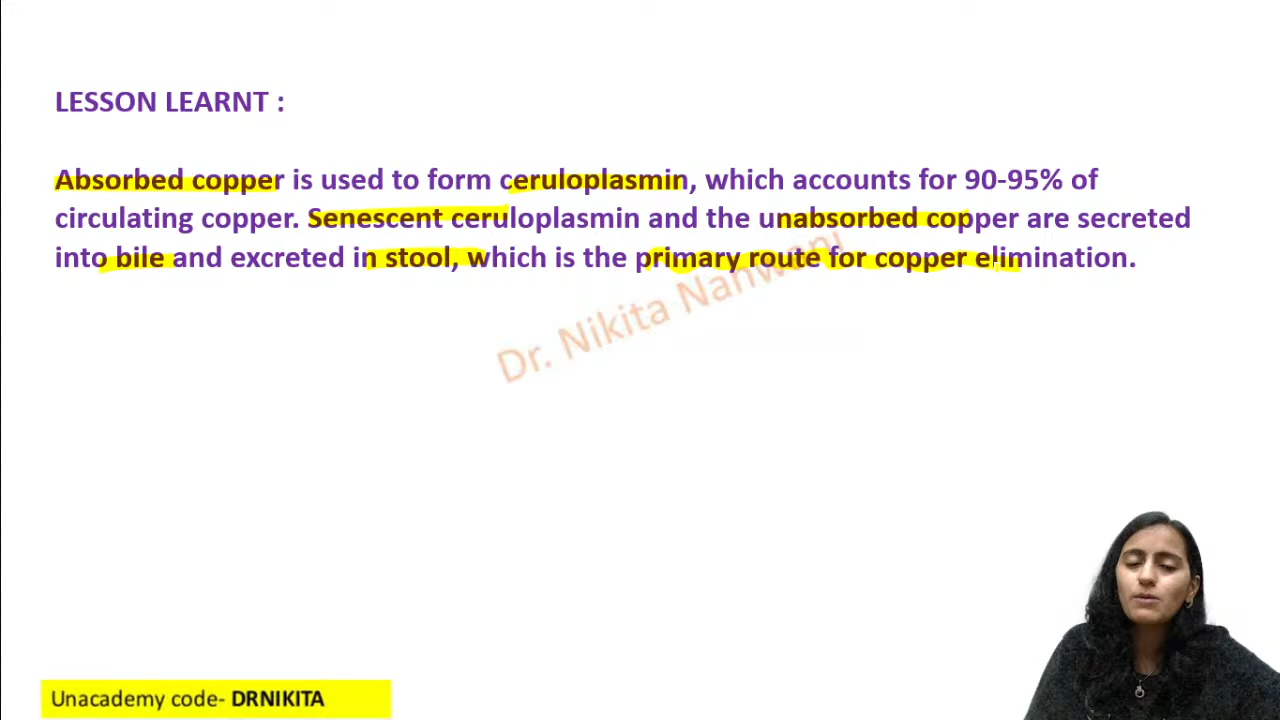 LESSON LEARNT :
Absorbed copper is used to form ceruloplasmin, which accounts for 90-95% of
circulating copper. Senescent ceruloplasmin and the unabsorbed copper are secreted
into bile and excreted in stool, which is the primary route for copper elimination.
Dr. Nikita Nanwani
Unacademy code- DRNIKITA